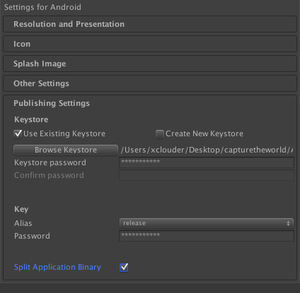 Settings for Android
Resolution and Presentation
Icon
Splash Image
Other Settings
Publishing Settings
Keystore
Use Existing Keystore Create New Keystore
Browse Keystore /Users/xclouder/Desktop/capturetheworld/A
Keystore password ***********
Confirm password
Key
Alias release
Password ***********
Split Application Binary